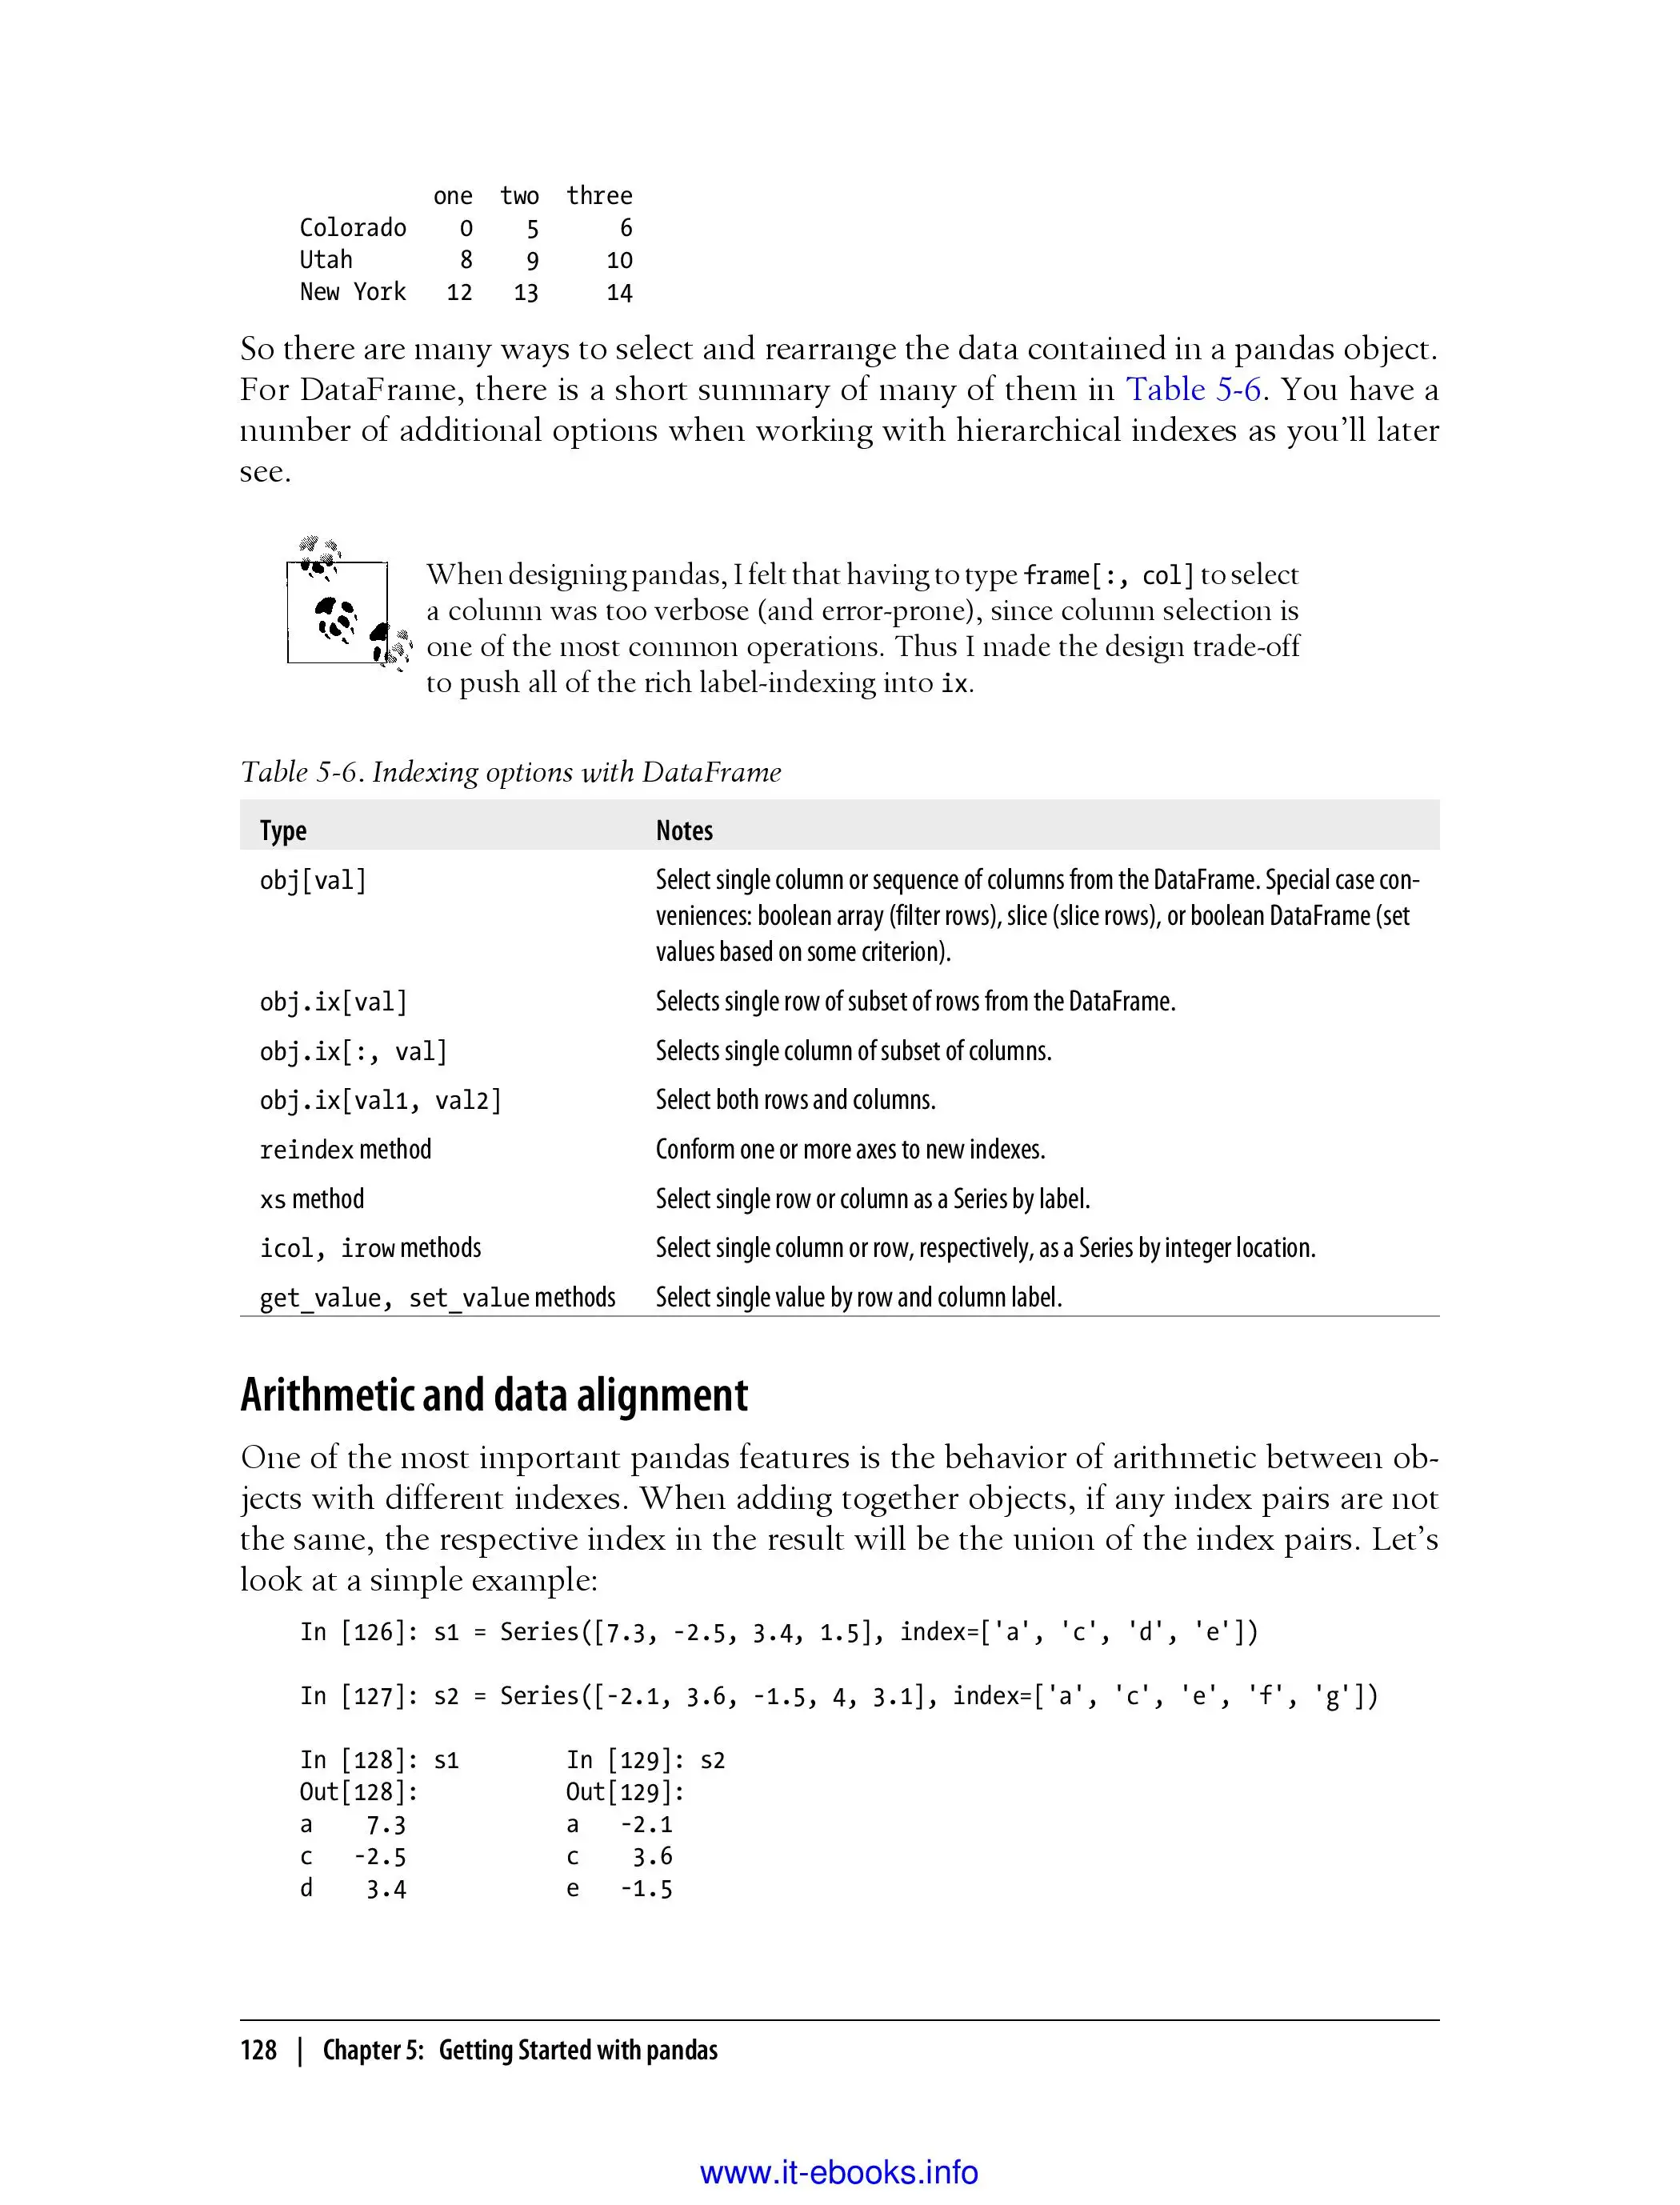 one  two  three
Colorado    0    5      6
Utah        8    9     10
New York   12   13     14
So there are many ways to select and rearrange the data contained in a pandas object.
For DataFrame, there is a short summary of many of them in Table 5-6. You have a
number of additional options when working with hierarchical indexes as you’ll later
see.
When designing pandas, I felt that having to type frame[:, col] to select
a column was too verbose (and error-prone), since column selection is
one of the most common operations. Thus I made the design trade-off
to push all of the rich label-indexing into ix.
Table 5-6. Indexing options with DataFrame
Type Notes
obj[val] Select single column or sequence of columns from the DataFrame. Special case con-
veniences: boolean array (filter rows), slice (slice rows), or boolean DataFrame (set
values based on some criterion).
obj.ix[val] Selects single row of subset of rows from the DataFrame.
obj.ix[:, val] Selects single column of subset of columns.
obj.ix[val1, val2] Select both rows and columns.
reindex method Conform one or more axes to new indexes.
xs method Select single row or column as a Series by label.
icol, irow methods Select single column or row, respectively, as a Series by integer location.
get_value, set_value methods Select single value by row and column label.
Arithmetic and data alignment
One of the most important pandas features is the behavior of arithmetic between ob-
jects with different indexes. When adding together objects, if any index pairs are not
the same, the respective index in the result will be the union of the index pairs. Let’s
look at a simple example:
In [126]: s1 = Series([7.3, -2.5, 3.4, 1.5], index=['a', 'c', 'd', 'e'])
In [127]: s2 = Series([-2.1, 3.6, -1.5, 4, 3.1], index=['a', 'c', 'e', 'f', 'g'])
In [128]: s1        In [129]: s2
Out[128]:           Out[129]:
a    7.3            a   -2.1
c   -2.5            c    3.6
d    3.4            e   -1.5
128 | Chapter 5: Getting Started with pandas
www.it-ebooks.info